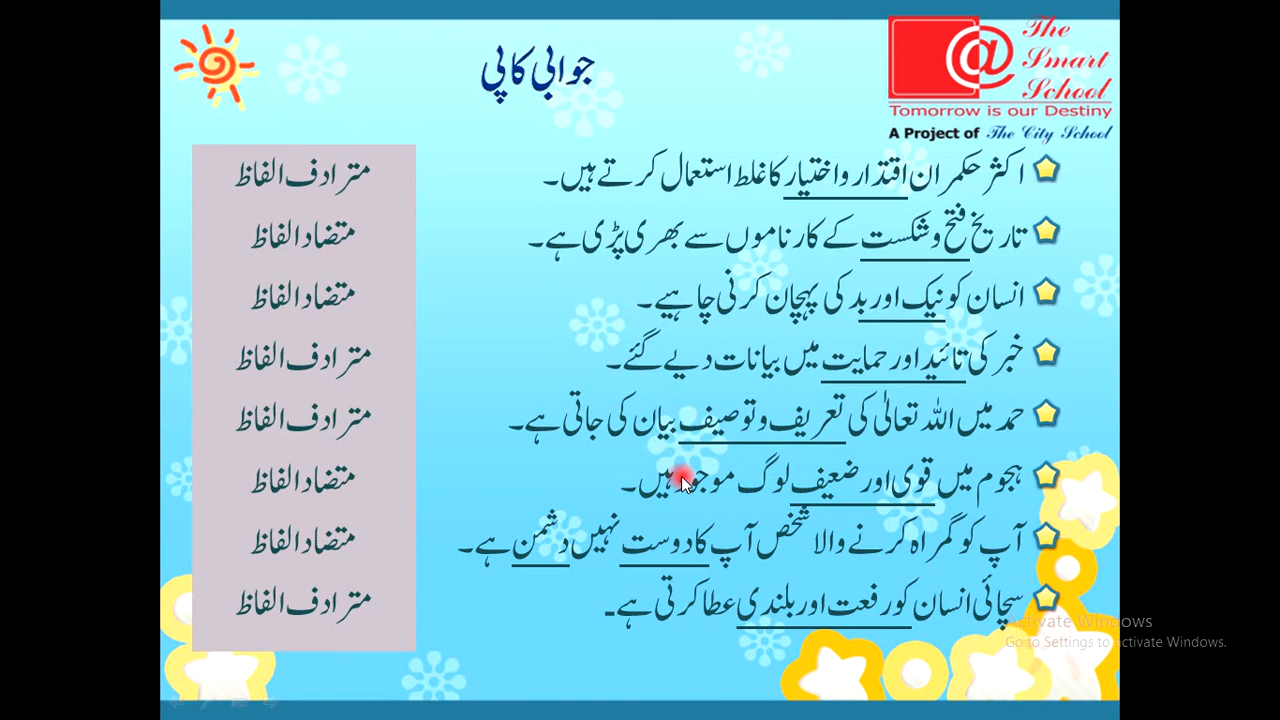 جوابی کاپی
The
Smart
School
Tomorrow is our Destiny
A Project of The City School
اکثر حکمران اقتدار و اختیار کا غلط استعمال کرتے ہیں۔ مترادف الفاظ
تاریخ فتح و شکست کے کارناموں سے بھری پڑی ہے۔ متضاد الفاظ
انسان کو نیک اور بد کی پہچان کرنی چاہیے۔ متضاد الفاظ
خبر کی تائید اور حمایت میں بیانات دیے گئے۔ مترادف الفاظ
حمد میں اللہ تعالٰی کی تعریف و توصیف بیان کی جاتی ہے۔ مترادف الفاظ
ہجوم میں قوی اور ضعیف لوگ موجود ہیں۔ متضاد الفاظ
آپ کو گمراہ کرنے والا شخص آپ کا دوست نہیں دشمن ہے۔ متضاد الفاظ
سچائی انسان کو رفعت اور بلندی عطا کرتی ہے۔ مترادف الفاظ
Activate Windows
Go to Settings to activate Windows.